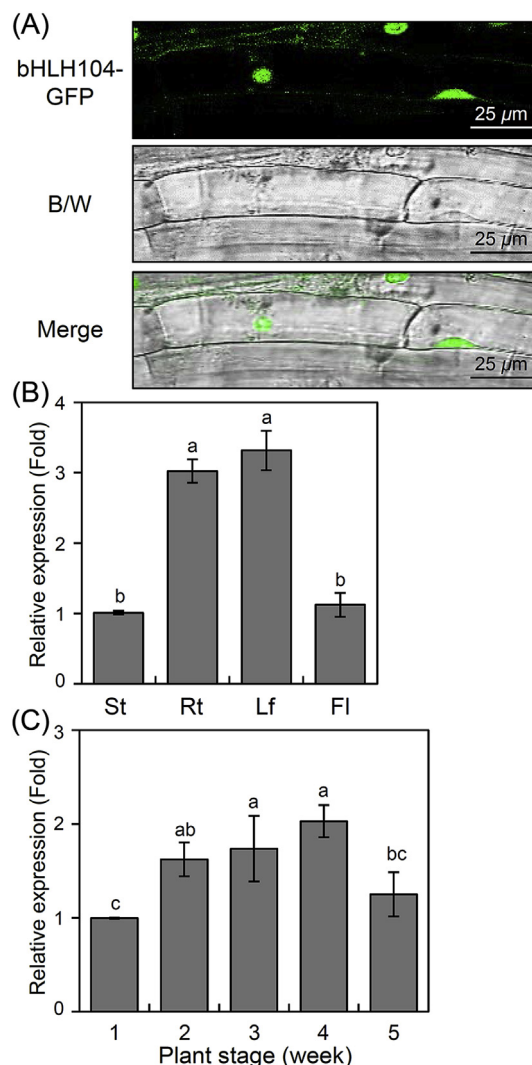 (A)
bHLH104-
GFP
25 µm
B/W
25 µm
Merge
25 µm
(B)
Relative expression (Fold)
4
3
2
1
0
a
a
b
b
St Rt Lf Fl
(C)
Relative expression (Fold)
3
2
1
0
c
ab
a
a
bc
1 2 3 4 5
Plant stage (week)